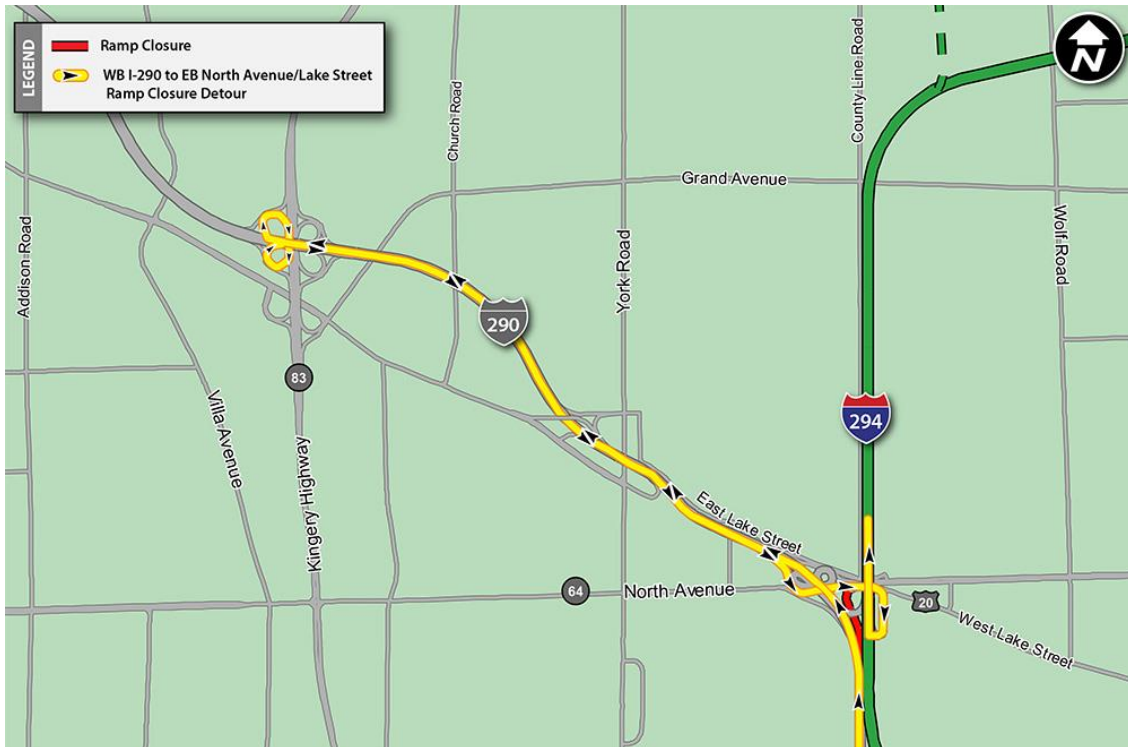 LEGEND
Ramp Closure
WB I-290 to EB North Avenue/Lake Street
Ramp Closure Detour
N
County Line Road
Church Road
Grand Avenue
Wolf Road
Addison Road
York Road
290
83
294
Villa Avenue
Kingery Highway
East Lake Street
64
North Avenue
20
West Lake Street